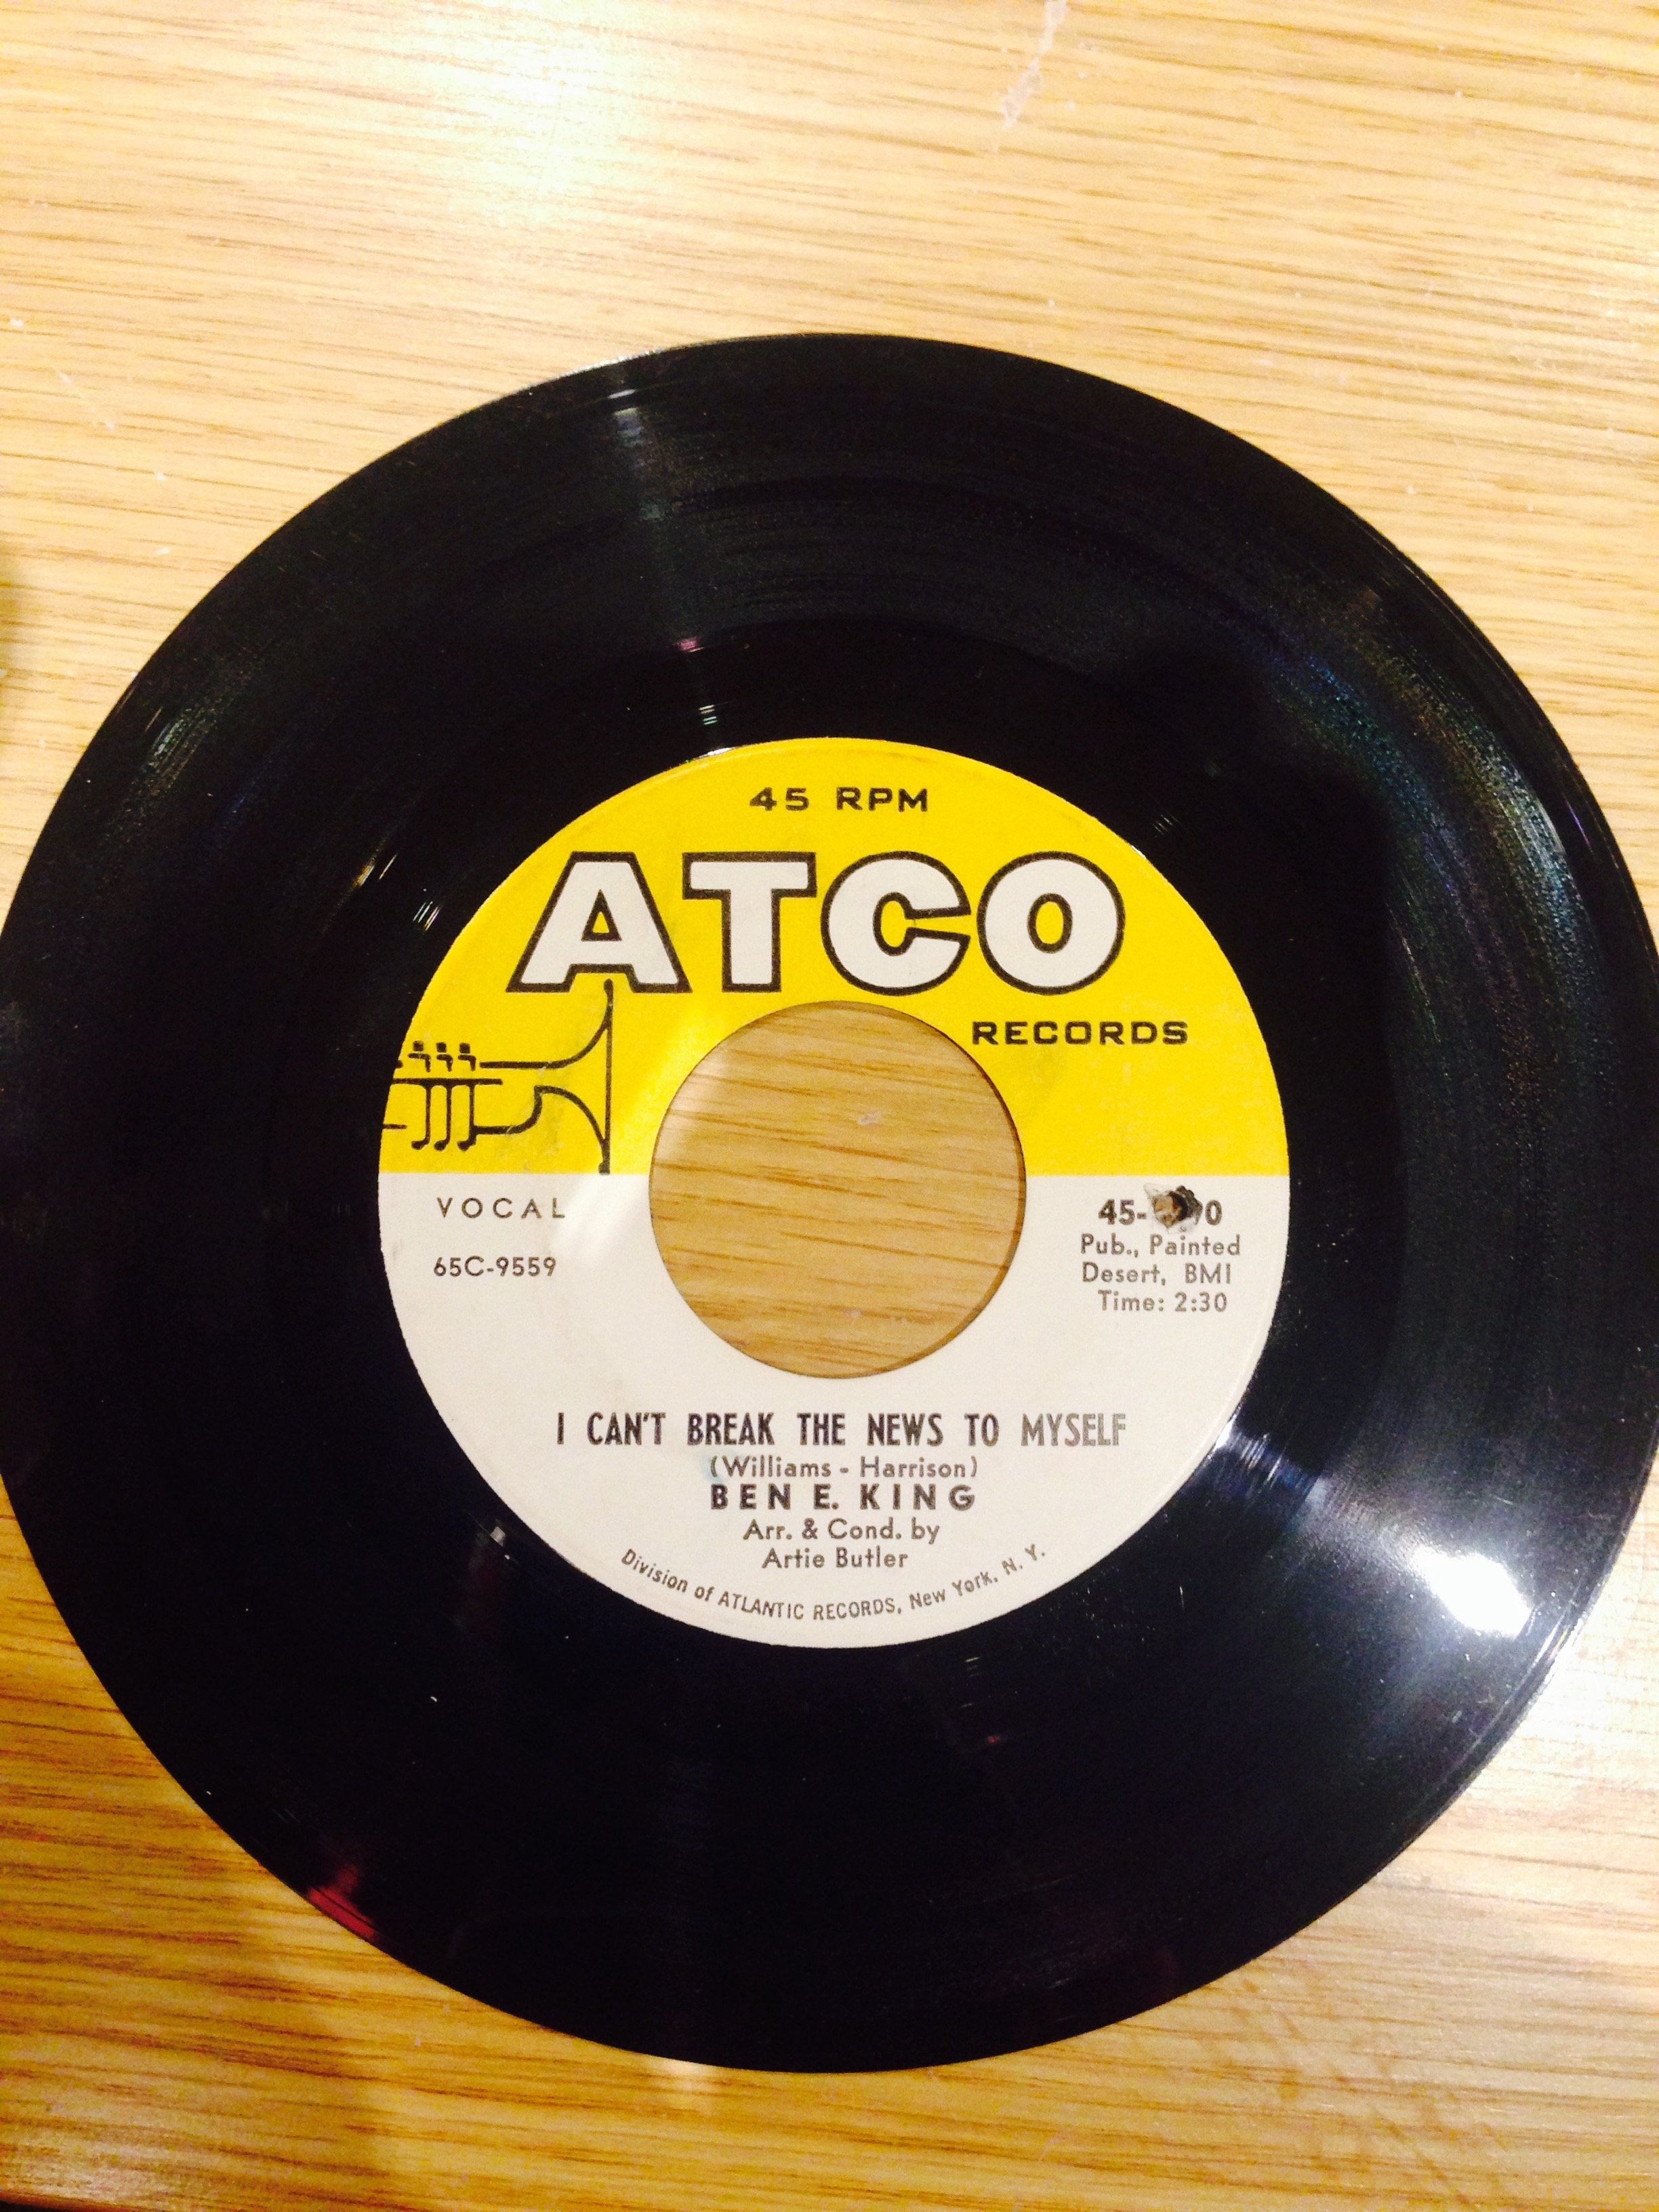 45 RPM
ATCO
RECORDS
VOCAL
65C-9559
Pub., Painted
Desert, BMI
Time: 2:30
I CAN'T BREAK THE NEWS TO MYSELF
(Williams - Harrison)
BEN E. KING
Arr. & Cond. by
Artie Butler
Division of ATLANTIC RECORDS, New York, N. Y.